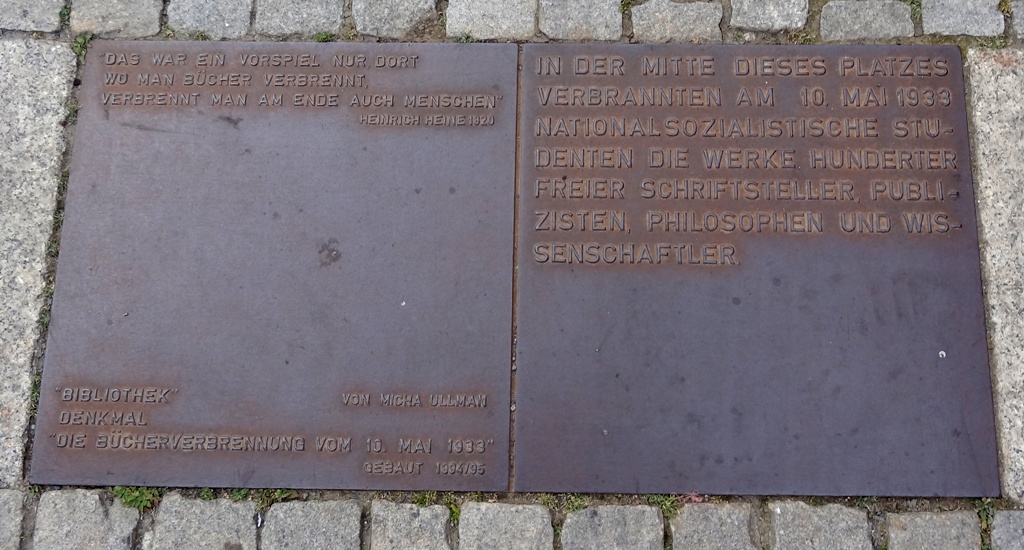 "DAS WAR EIN VORSPIEL NUR DORT
WO MAN BÜCHER VERBRENNT,
VERBRENNT MAN AM ENDE AUCH MENSCHEN"
HEINRICH HEINE 1820
"BIBLIOTHEK"
VON MICHA ULLMAN
DENKMAL
"DIE BÜCHERVERBRENNUNG VOM 10. MAI 1933"
GEBAUT 1994/95
IN DER MITTE DIESES PLATZES
VERBRANNTEN AM 10. MAI 1933
NATIONALSOZIALISTISCHE STU-
DENTEN DIE WERKE HUNDERTER
FREIER SCHRIFTSTELLER, PUBLI-
ZISTEN, PHILOSOPHEN UND WIS-
SENSCHAFTLER.